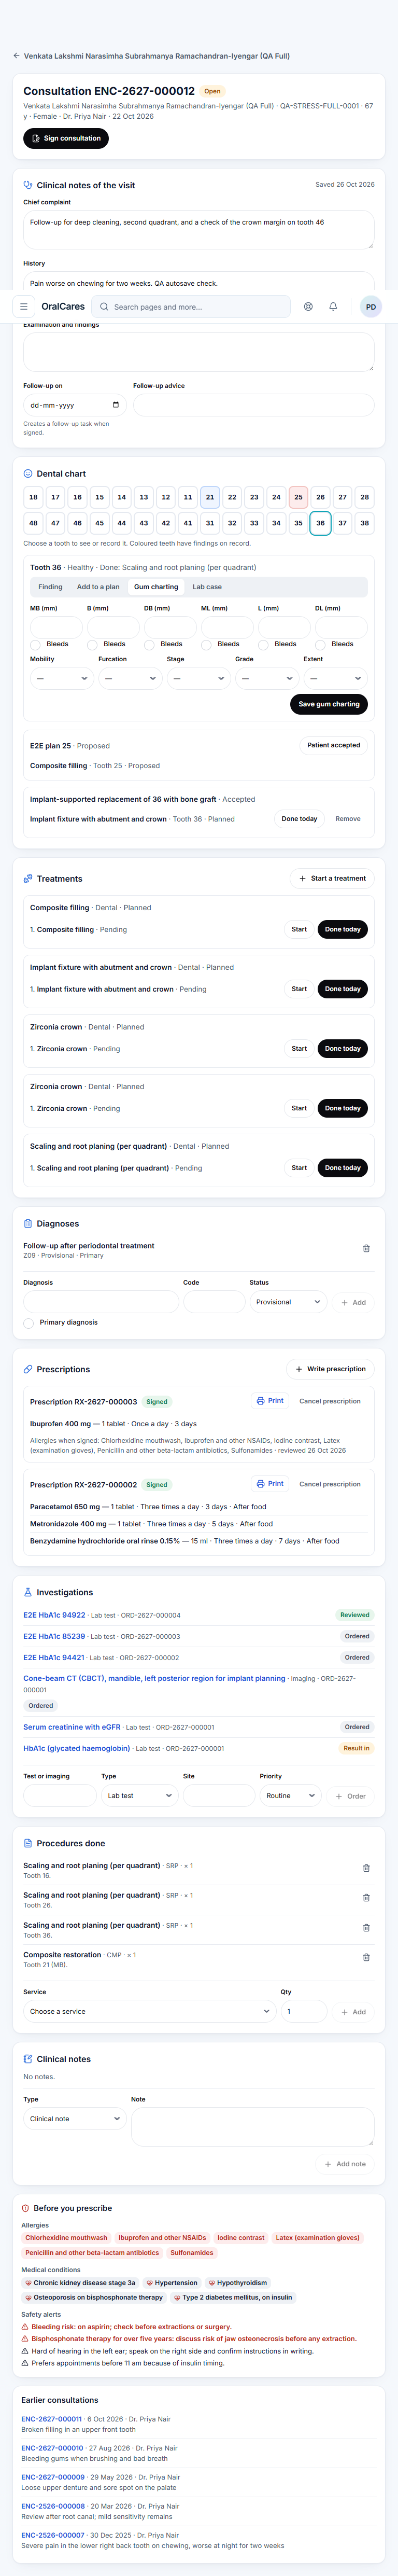 Venkata Lakshmi Narasimha Subrahmanya Ramachandran-Iyengar (QA Full)
Consultation ENC-2627-000012 Open
Venkata Lakshmi Narasimha Subrahmanya Ramachandran-Iyengar (QA Full) · QA-STRESS-FULL-0001 · 67
y · Female · Dr. Priya Nair · 22 Oct 2026
Sign consultation
Clinical notes of the visit Saved 26 Oct 2026
Chief complaint
Follow-up for deep cleaning, second quadrant, and a check of the crown margin on tooth 46
History
Pain worse on chewing for two weeks. QA autosave check.
OralCares Search pages and more... PD
Examination and findings
Follow-up on Follow-up advice
dd-mm-yyyy
Creates a follow-up task when
signed.
Dental chart
18 17 16 15 14 13 12 11 21 22 23 24 25 26 27 28
48 47 46 45 44 43 42 41 31 32 33 34 35 36 37 38
Choose a tooth to see or record it. Coloured teeth have findings on record.
Tooth 36 · Healthy · Done: Scaling and root planing (per quadrant)
Finding Add to a plan Gum charting Lab case
MB (mm) B (mm) DB (mm) ML (mm) L (mm) DL (mm)
Bleeds Bleeds Bleeds Bleeds Bleeds Bleeds
Mobility Furcation Stage Grade Extent
— — — — —
Save gum charting
E2E plan 25 · Proposed Patient accepted
Composite filling · Tooth 25 · Proposed
Implant-supported replacement of 36 with bone graft · Accepted
Implant fixture with abutment and crown · Tooth 36 · Planned Done today Remove
Treatments Start a treatment
Composite filling · Dental · Planned
1. Composite filling · Pending Start Done today
Implant fixture with abutment and crown · Dental · Planned
1. Implant fixture with abutment and crown · Pending Start Done today
Zirconia crown · Dental · Planned
1. Zirconia crown · Pending Start Done today
Zirconia crown · Dental · Planned
1. Zirconia crown · Pending Start Done today
Scaling and root planing (per quadrant) · Dental · Planned
1. Scaling and root planing (per quadrant) · Pending Start Done today
Diagnoses
Follow-up after periodontal treatment
Z09 · Provisional · Primary
Diagnosis Code Status
Provisional Add
Primary diagnosis
Prescriptions Write prescription
Prescription RX-2627-000003 Signed Print Cancel prescription
Ibuprofen 400 mg — 1 tablet · Once a day · 3 days
Allergies when signed: Chlorhexidine mouthwash, Ibuprofen and other NSAIDs, Iodine contrast, Latex
(examination gloves), Penicillin and other beta-lactam antibiotics, Sulfonamides · reviewed 26 Oct 2026
Prescription RX-2627-000002 Signed Print Cancel prescription
Paracetamol 650 mg — 1 tablet · Three times a day · 3 days · After food
Metronidazole 400 mg — 1 tablet · Three times a day · 5 days · After food
Benzydamine hydrochloride oral rinse 0.15% — 15 ml · Three times a day · 7 days · After food
Investigations
E2E HbA1c 94922 · Lab test · ORD-2627-000004 Reviewed
E2E HbA1c 85239 · Lab test · ORD-2627-000003 Ordered
E2E HbA1c 94421 · Lab test · ORD-2627-000002 Ordered
Cone-beam CT (CBCT), mandible, left posterior region for implant planning · Imaging · ORD-2627-
000001
Ordered
Serum creatinine with eGFR · Lab test · ORD-2627-000001 Ordered
HbA1c (glycated haemoglobin) · Lab test · ORD-2627-000001 Result in
Test or imaging Type Site Priority
Lab test Routine Order
Procedures done
Scaling and root planing (per quadrant) · SRP · × 1
Tooth 16.
Scaling and root planing (per quadrant) · SRP · × 1
Tooth 26.
Scaling and root planing (per quadrant) · SRP · × 1
Tooth 36.
Composite restoration · CMP · × 1
Tooth 21 (MB).
Service Qty
Choose a service 1 Add
Clinical notes
No notes.
Type Note
Clinical note
Add note
Before you prescribe
Allergies
Chlorhexidine mouthwash Ibuprofen and other NSAIDs Iodine contrast Latex (examination gloves)
Penicillin and other beta-lactam antibiotics Sulfonamides
Medical conditions
Chronic kidney disease stage 3a Hypertension Hypothyroidism
Osteoporosis on bisphosphonate therapy Type 2 diabetes mellitus, on insulin
Safety alerts
Bleeding risk: on aspirin; check before extractions or surgery.
Bisphosphonate therapy for over five years: discuss risk of jaw osteonecrosis before any extraction.
Hard of hearing in the left ear; speak on the right side and confirm instructions in writing.
Prefers appointments before 11 am because of insulin timing.
Earlier consultations
ENC-2627-000011 · 6 Oct 2026 · Dr. Priya Nair
Broken filling in an upper front tooth
ENC-2627-000010 · 27 Aug 2026 · Dr. Priya Nair
Bleeding gums when brushing and bad breath
ENC-2627-000009 · 29 May 2026 · Dr. Priya Nair
Loose upper denture and sore spot on the palate
ENC-2526-000008 · 20 Mar 2026 · Dr. Priya Nair
Review after root canal; mild sensitivity remains
ENC-2526-000007 · 30 Dec 2025 · Dr. Priya Nair
Severe pain in the lower right back tooth on chewing, worse at night for two weeks